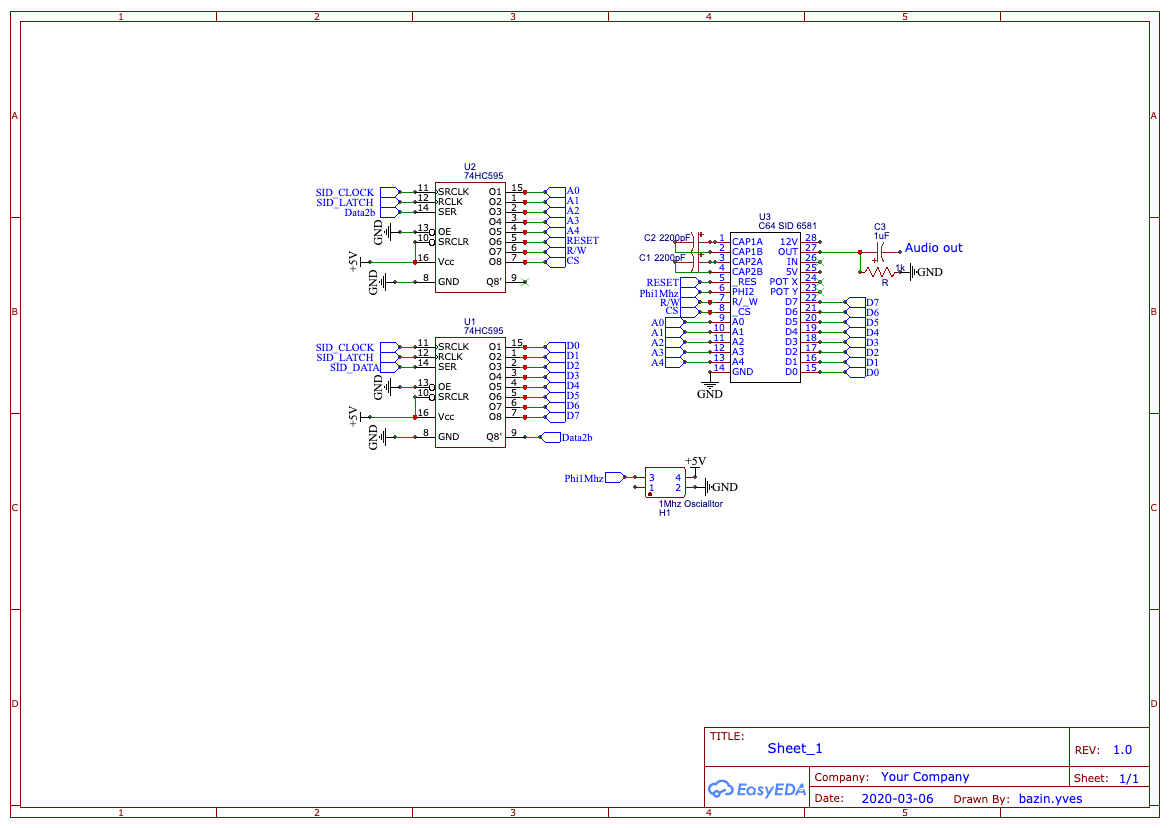 1 2 3 4 5
A A
B B
C C
D D
U2
74HC595
SID_CLOCK 11 SRCLK O1 15 A0
SID_LATCH 12 RCLK O2 1 A1
Data2b 14 SER O3 2 A2
O4 3 A3
GND 13 OE O5 4 A4
10 SRCLR O6 5 RESET
O7 6 R/W
+5V 16 Vcc O8 7 CS
GND 8 GND Q8' 9
U1
74HC595
SID_CLOCK 11 SRCLK O1 15 D0
SID_LATCH 12 RCLK O2 1 D1
SID_DATA 14 SER O3 2 D2
O4 3 D3
GND 13 OE O5 4 D4
10 SRCLR O6 5 D5
O7 6 D6
+5V 16 Vcc O8 7 D7
GND 8 GND Q8' 9 Data2b
U3
C64 SID 6581
C2 2200pF 1 CAP1A 12V 28
2 CAP1B OUT 27
C1 2200pF 3 CAP2A IN 26
4 CAP2B 5V 25
RESET 5 _RES POT X 24
Phi1Mhz 6 PHI2 POT Y 23
R/W 7 R/_W D7 22 D7
CS 8 _CS D6 21 D6
A0 9 A0 D5 20 D5
A1 10 A1 D4 19 D4
A2 11 A2 D3 18 D3
A3 12 A3 D2 17 D2
A4 13 A4 D1 16 D1
14 GND D0 15 D0
GND
C3
1uF
Audio out
1k GND
R
+5V
Phi1Mhz 3 4
1 2 GND
1Mhz Oscialltor
H1
TITLE:
Sheet_1
REV: 1.0
EasyEDA
Company: Your Company
Sheet: 1/1
Date: 2020-03-06 Drawn By: bazin.yves
1 2 3 4 5